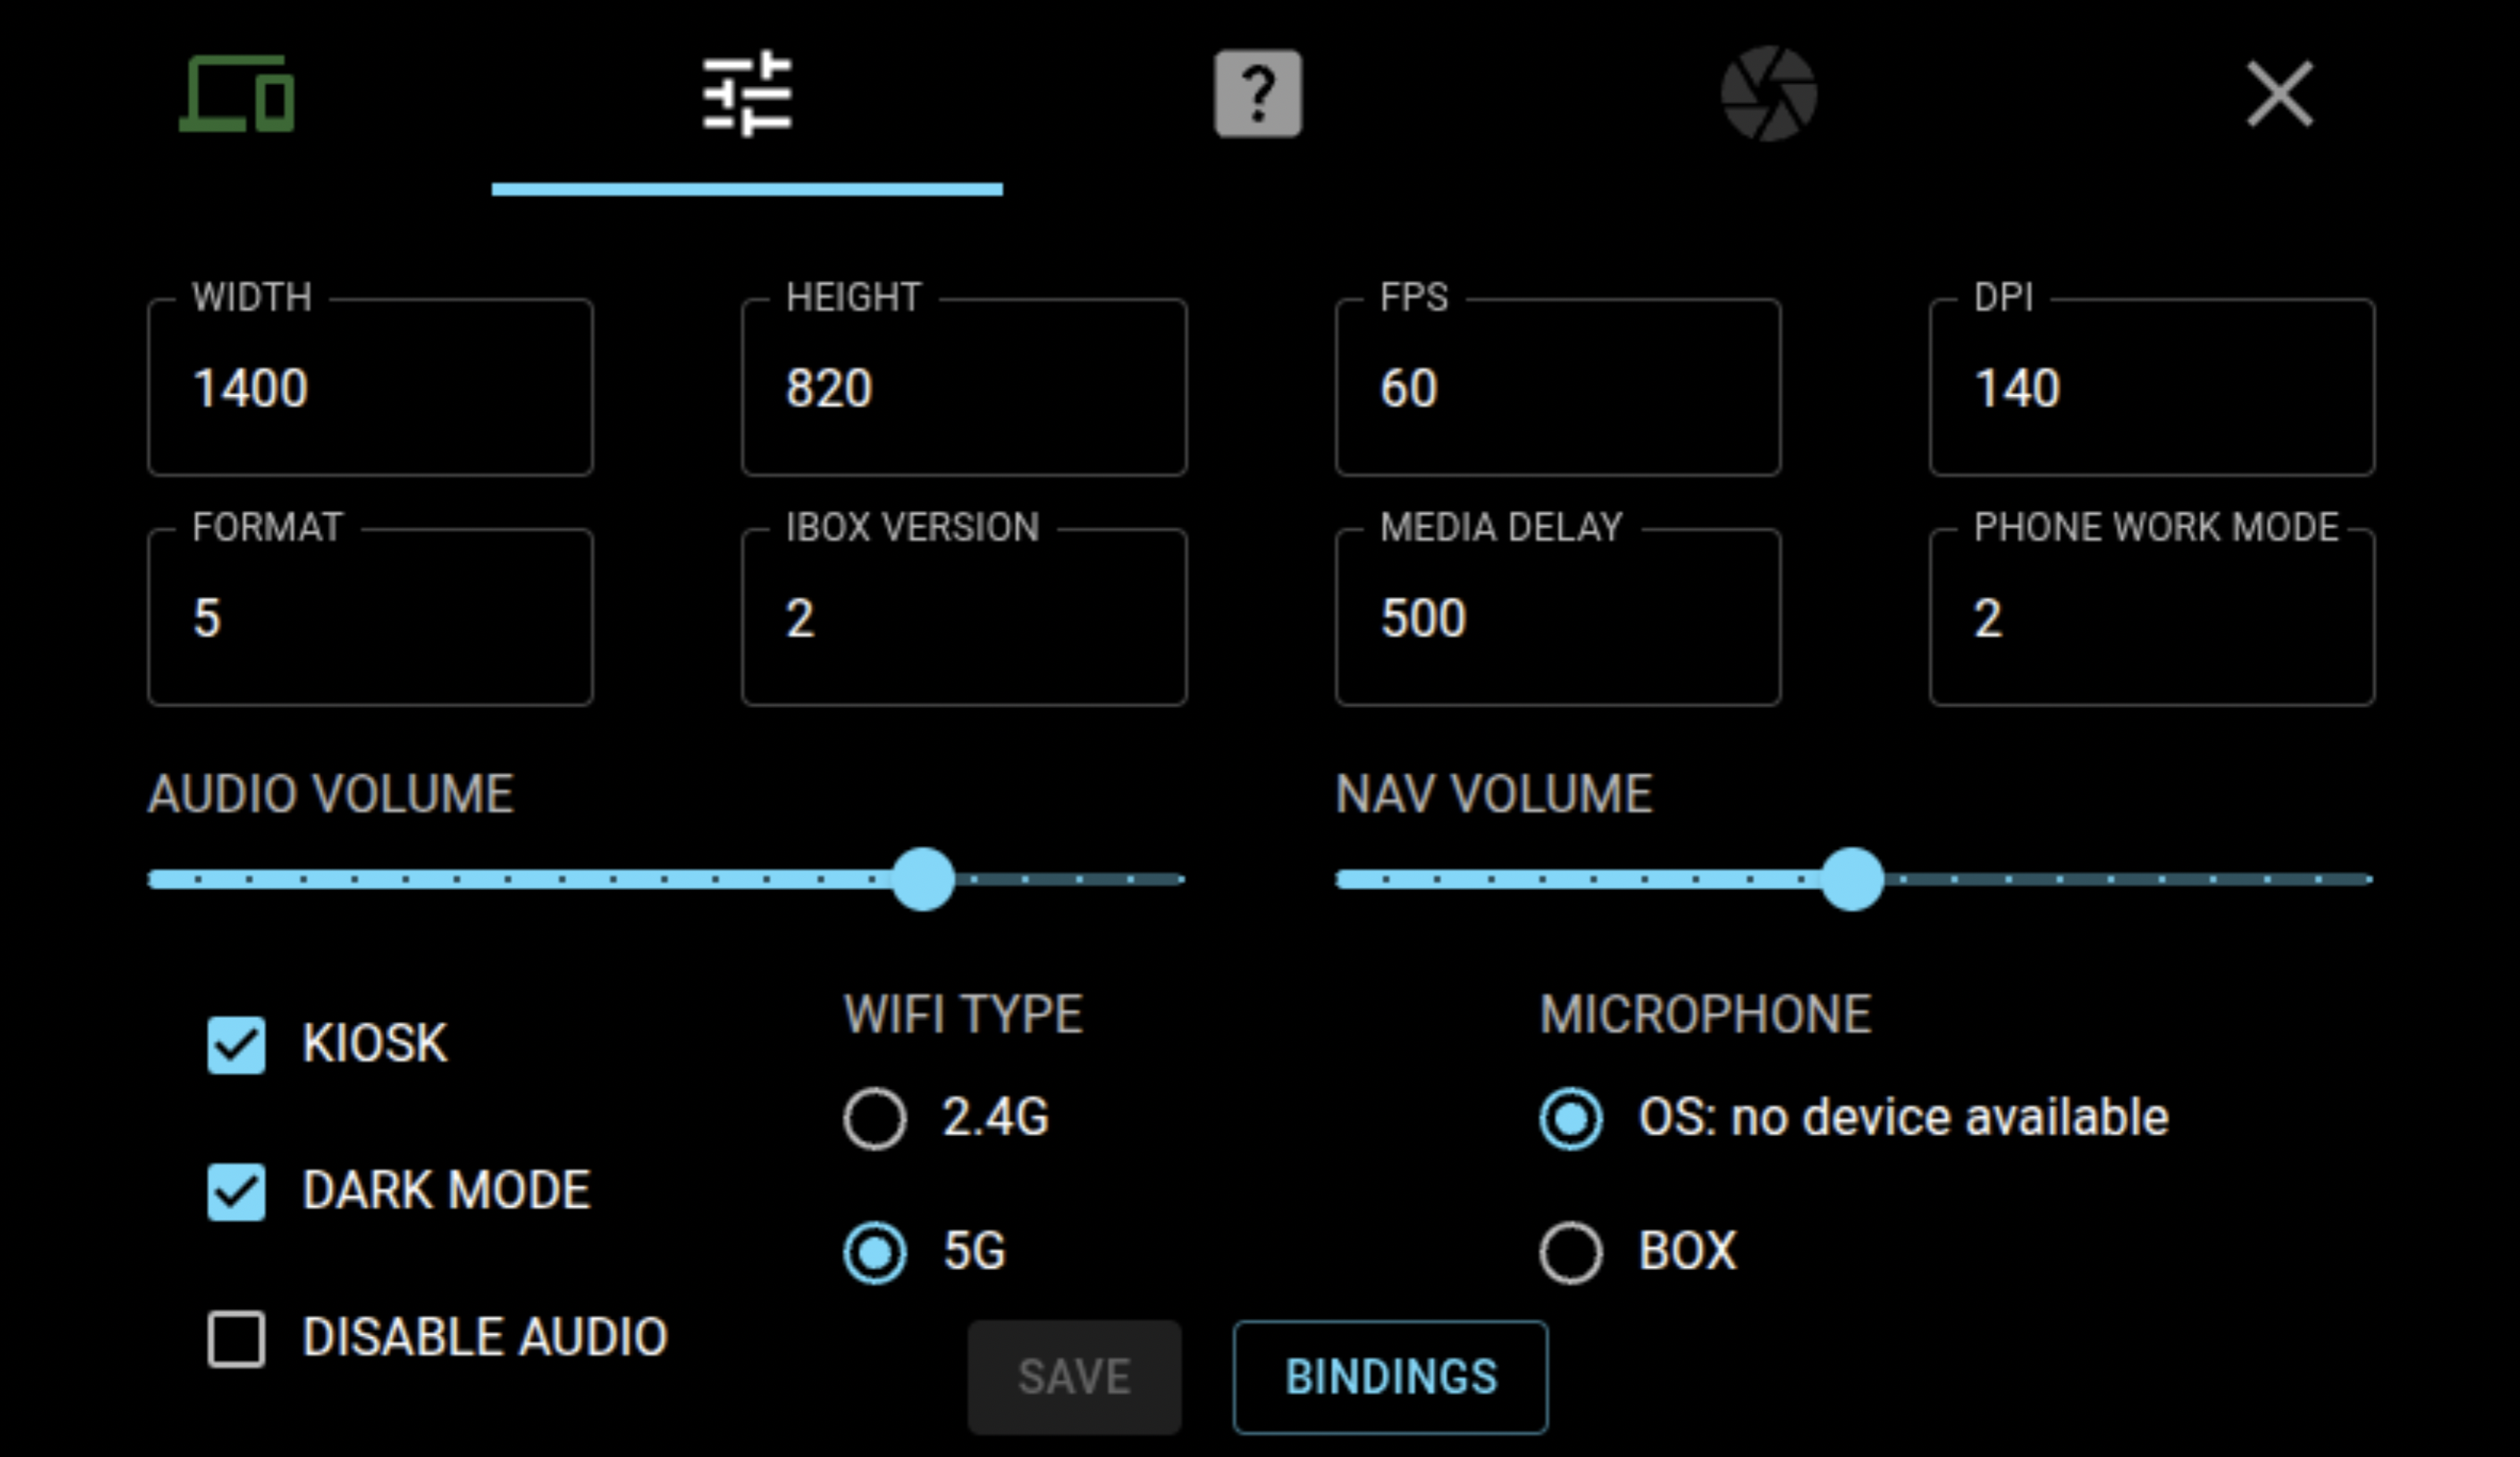 ?
WIDTH HEIGHT FPS DPI
1400 820 60 140
FORMAT IBOX VERSION MEDIA DELAY PHONE WORK MODE
5 2 500 2
AUDIO VOLUME NAV VOLUME
KIOSK
DARK MODE
DISABLE AUDIO
WIFI TYPE
2.4G
5G
MICROPHONE
OS: no device available
BOX
SAVE BINDINGS